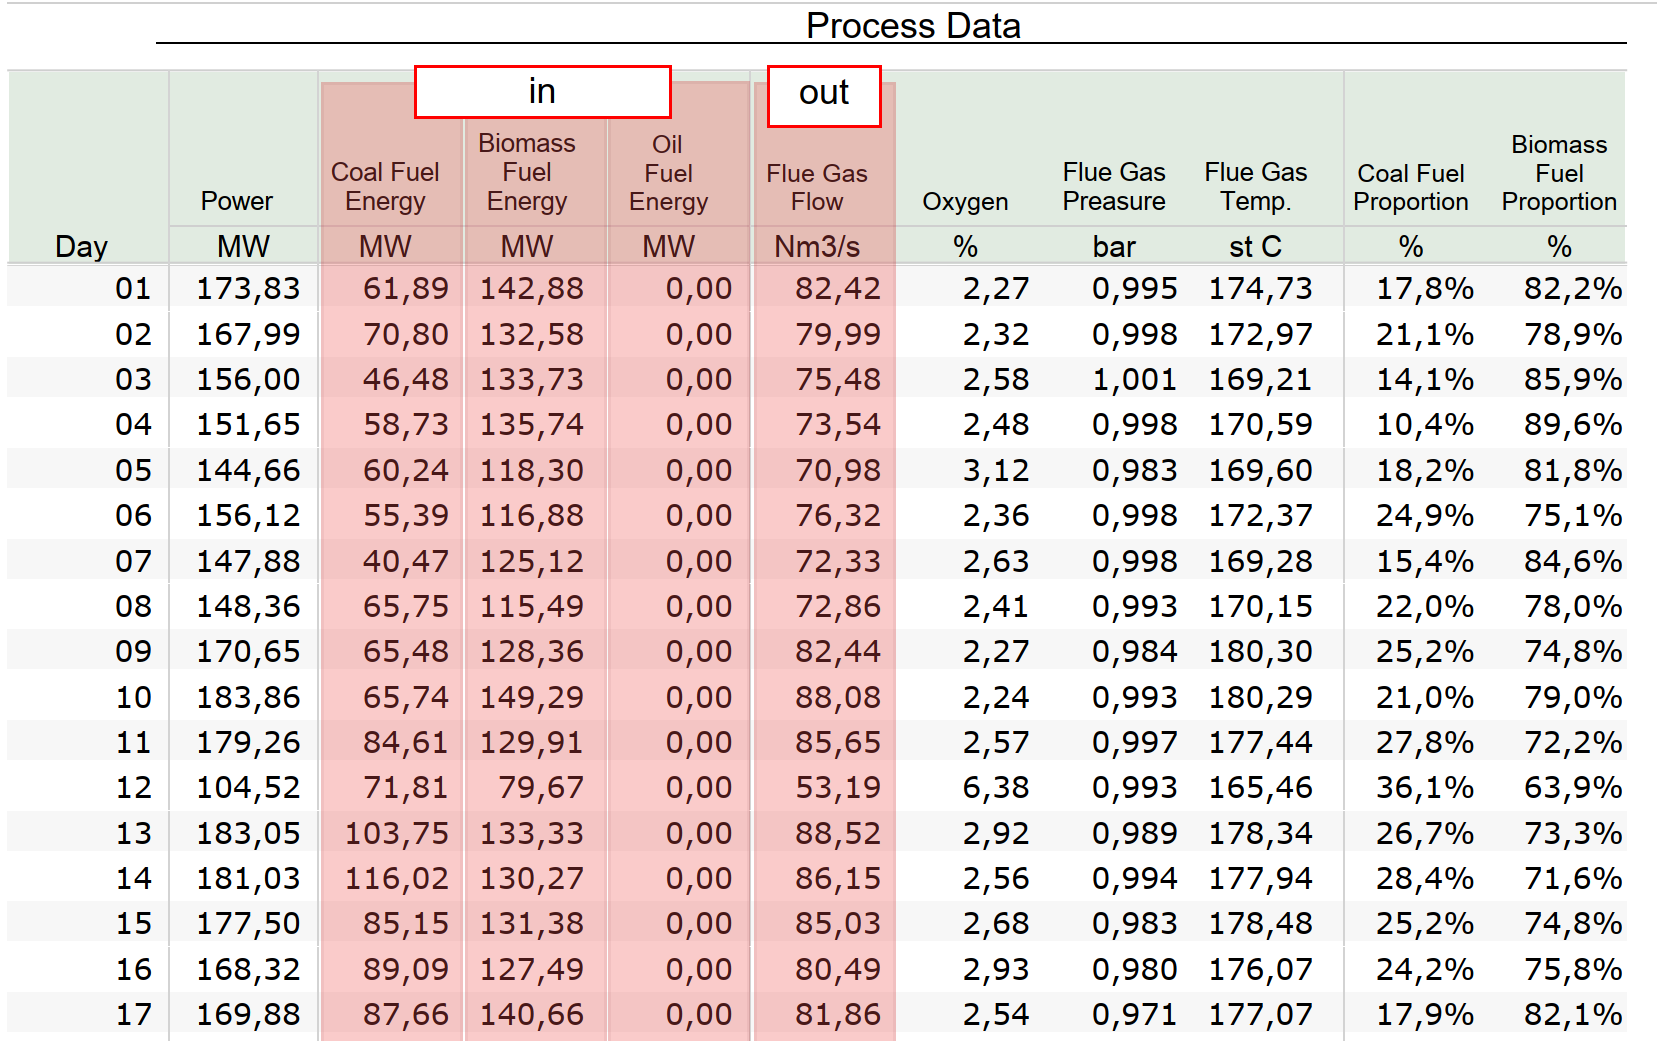 Process Data
in out
Day Power Coal Fuel Energy Biomass Fuel Energy Oil Fuel Energy Flue Gas Flow Oxygen Flue Gas Preasure Flue Gas Temp. Coal Fuel Proportion Biomass Fuel Proportion
MW MW MW MW Nm3/s % bar st C % %
01 173,83 61,89 142,88 0,00 82,42 2,27 0,995 174,73 17,8% 82,2%
02 167,99 70,80 132,58 0,00 79,99 2,32 0,998 172,97 21,1% 78,9%
03 156,00 46,48 133,73 0,00 75,48 2,58 1,001 169,21 14,1% 85,9%
04 151,65 58,73 135,74 0,00 73,54 2,48 0,998 170,59 10,4% 89,6%
05 144,66 60,24 118,30 0,00 70,98 3,12 0,983 169,60 18,2% 81,8%
06 156,12 55,39 116,88 0,00 76,32 2,36 0,998 172,37 24,9% 75,1%
07 147,88 40,47 125,12 0,00 72,33 2,63 0,998 169,28 15,4% 84,6%
08 148,36 65,75 115,49 0,00 72,86 2,41 0,993 170,15 22,0% 78,0%
09 170,65 65,48 128,36 0,00 82,44 2,27 0,984 180,30 25,2% 74,8%
10 183,86 65,74 149,29 0,00 88,08 2,24 0,993 180,29 21,0% 79,0%
11 179,26 84,61 129,91 0,00 85,65 2,57 0,997 177,44 27,8% 72,2%
12 104,52 71,81 79,67 0,00 53,19 6,38 0,993 165,46 36,1% 63,9%
13 183,05 103,75 133,33 0,00 88,52 2,92 0,989 178,34 26,7% 73,3%
14 181,03 116,02 130,27 0,00 86,15 2,56 0,994 177,94 28,4% 71,6%
15 177,50 85,15 131,38 0,00 85,03 2,68 0,983 178,48 25,2% 74,8%
16 168,32 89,09 127,49 0,00 80,49 2,93 0,980 176,07 24,2% 75,8%
17 169,88 87,66 140,66 0,00 81,86 2,54 0,971 177,07 17,9% 82,1%